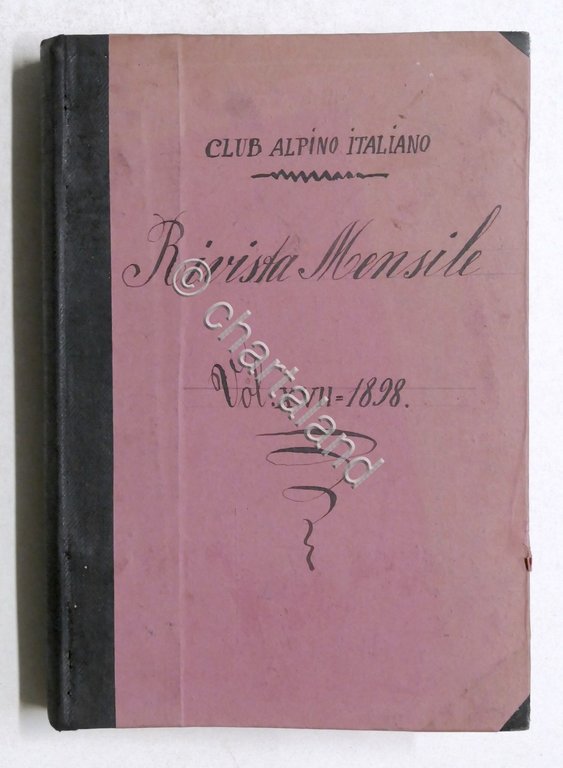 CLUB ALPINO ITALIANO
Rivista Mensile
Vol. XVII = 1898.
© chartaland